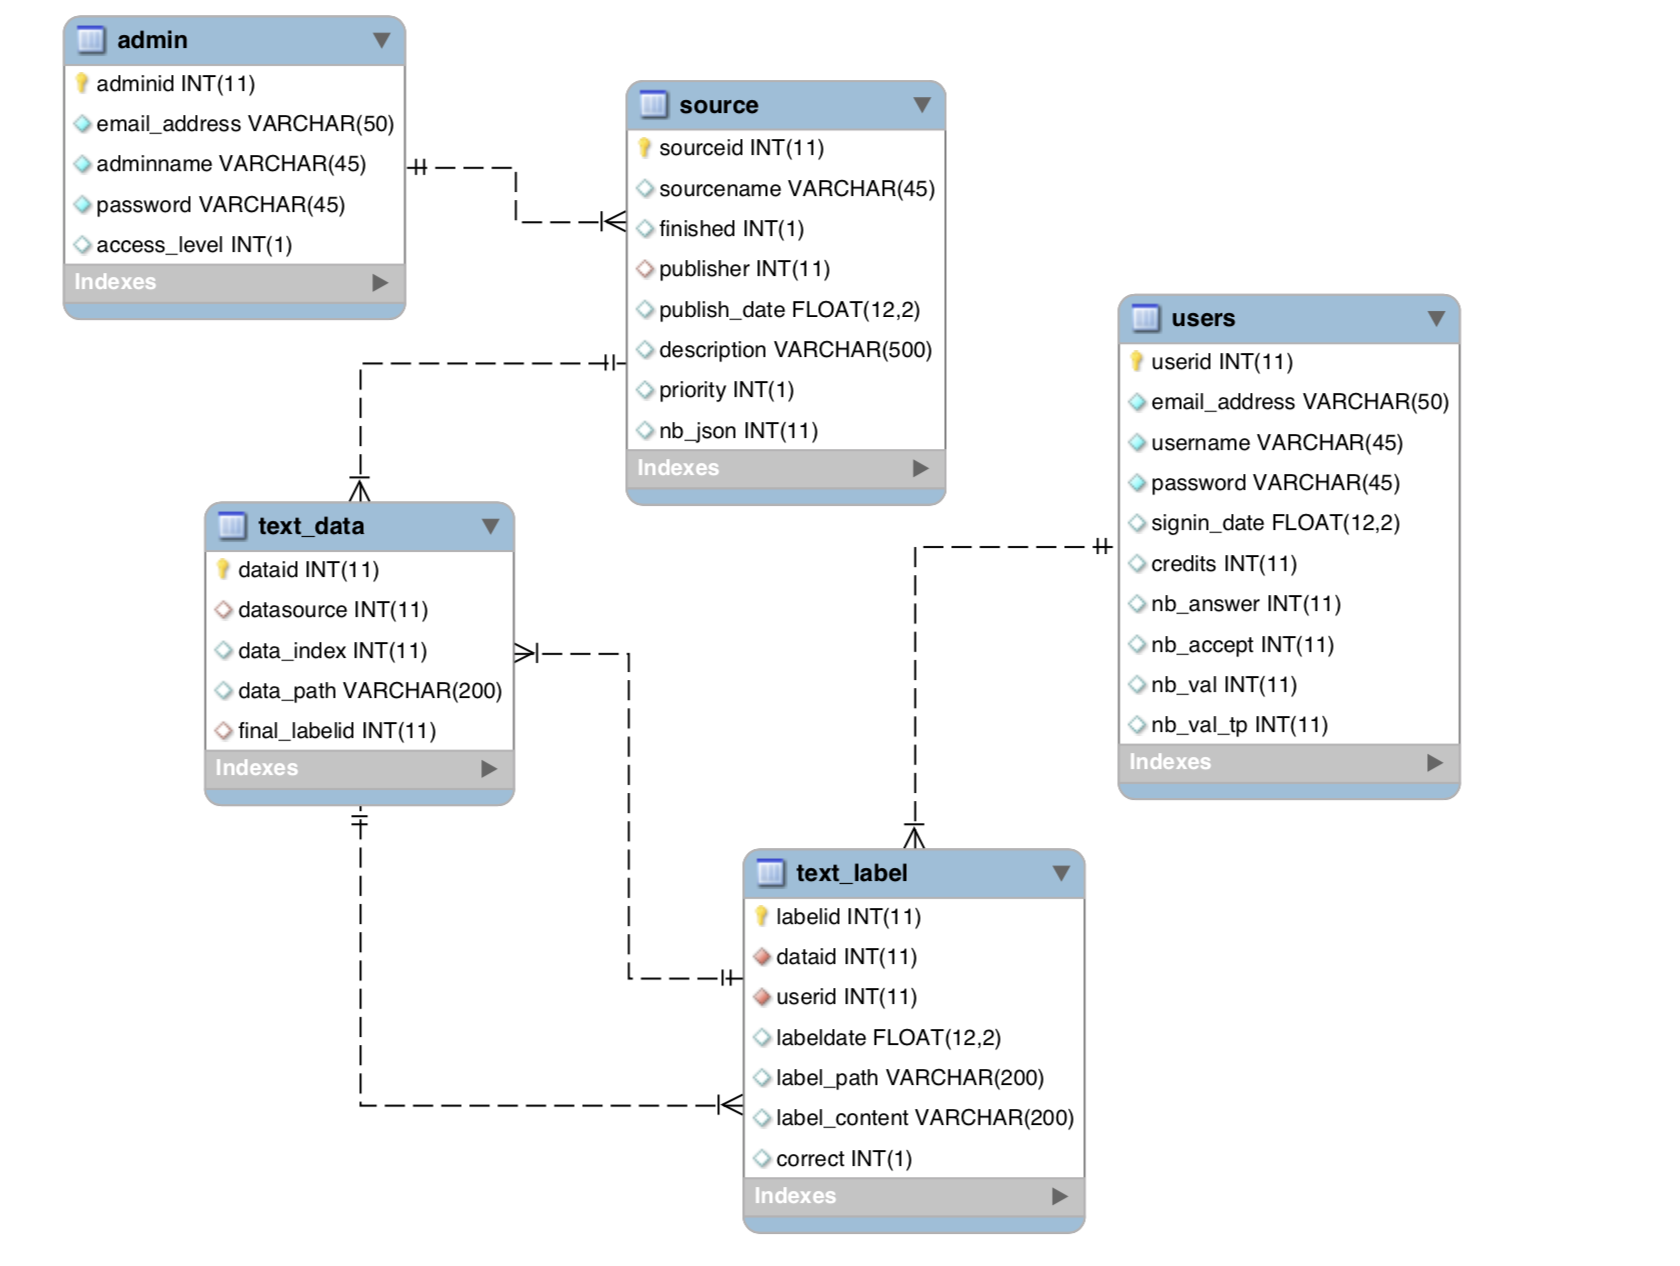 admin
adminid INT(11)
email_address VARCHAR(50)
adminname VARCHAR(45)
password VARCHAR(45)
access_level INT(1)
Indexes
source
sourceid INT(11)
sourcename VARCHAR(45)
finished INT(1)
publisher INT(11)
publish_date FLOAT(12,2)
description VARCHAR(500)
priority INT(1)
nb_json INT(11)
Indexes
users
userid INT(11)
email_address VARCHAR(50)
username VARCHAR(45)
password VARCHAR(45)
signin_date FLOAT(12,2)
credits INT(11)
nb_answer INT(11)
nb_accept INT(11)
nb_val INT(11)
nb_val_tp INT(11)
Indexes
text_data
dataid INT(11)
datasource INT(11)
data_index INT(11)
data_path VARCHAR(200)
final_labelid INT(11)
Indexes
text_label
labelid INT(11)
dataid INT(11)
userid INT(11)
labeldate FLOAT(12,2)
label_path VARCHAR(200)
label_content VARCHAR(200)
correct INT(1)
Indexes